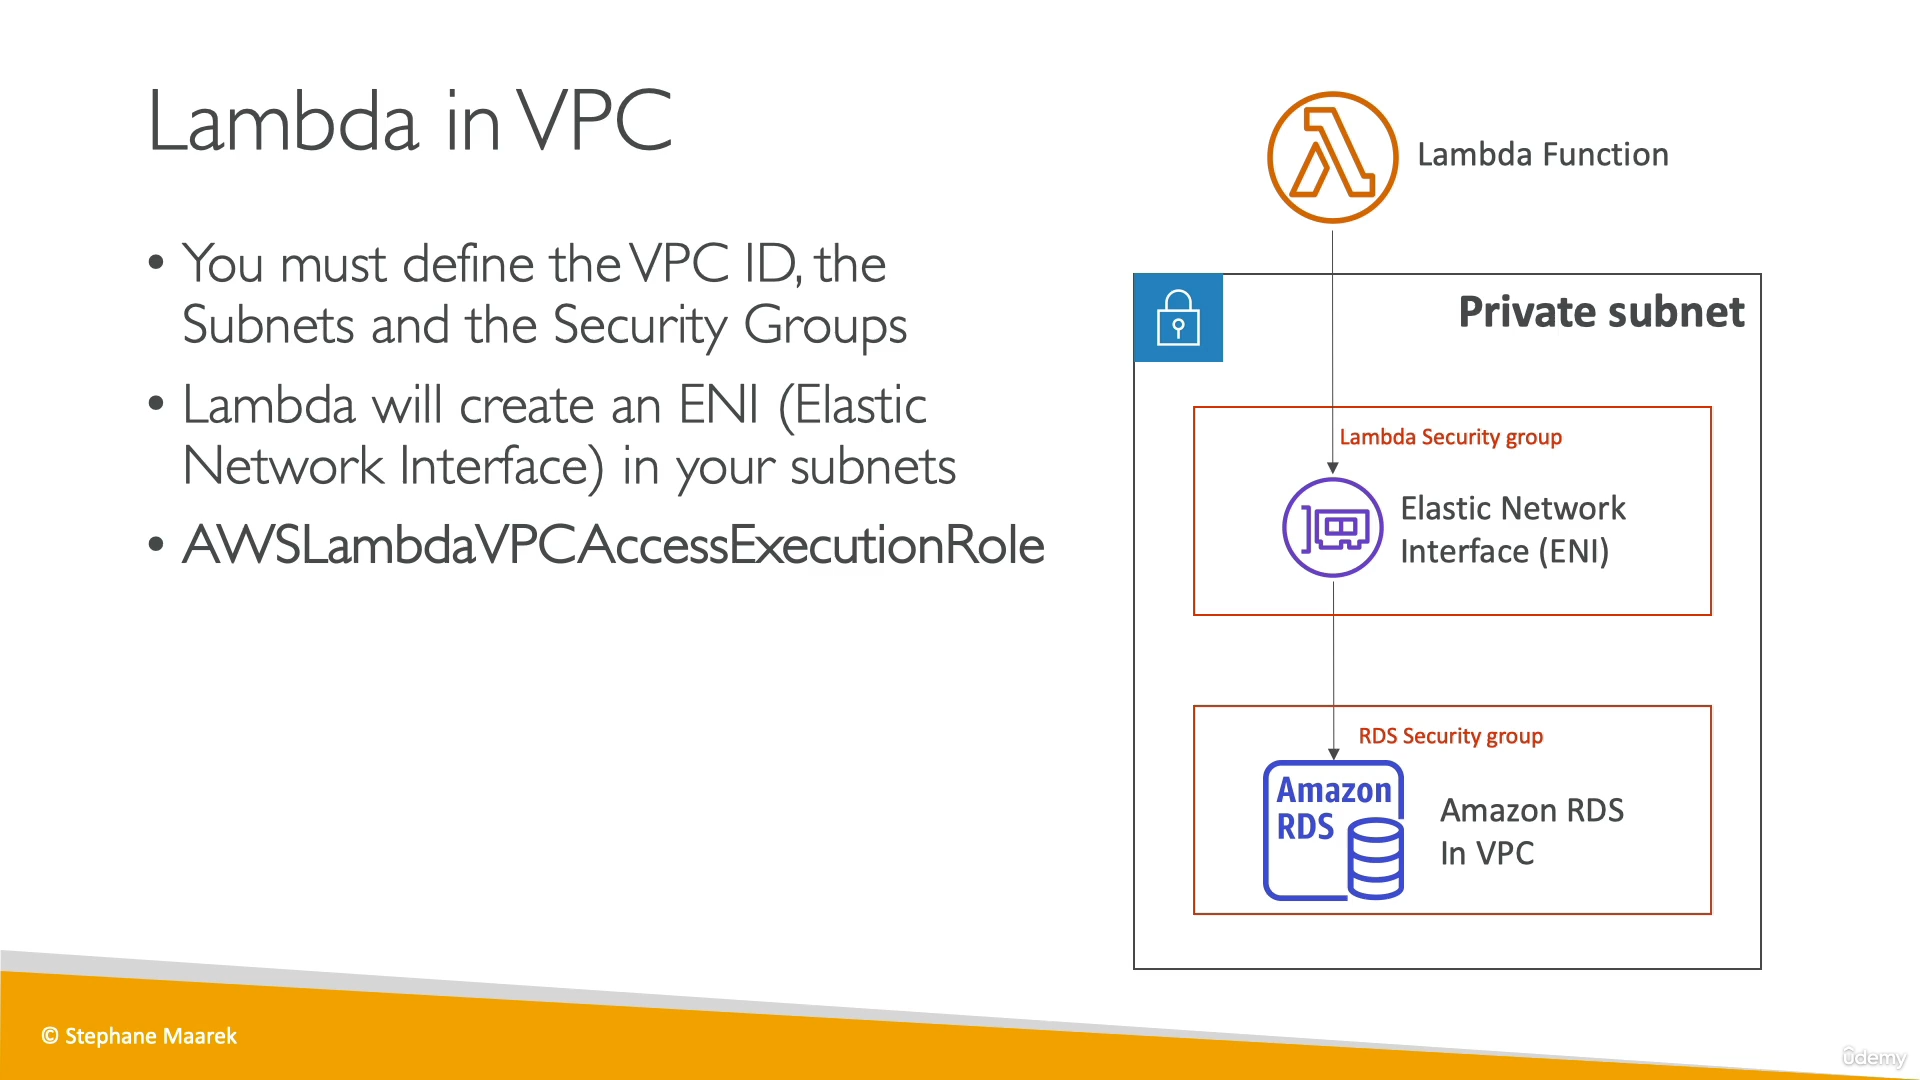 Lambda in VPC
• You must define the VPC ID, the
Subnets and the Security Groups
• Lambda will create an ENI (Elastic
Network Interface) in your subnets
• AWSLambdaVPCAccessExecutionRole
Lambda Function
Private subnet
Lambda Security group
Elastic Network
Interface (ENI)
RDS Security group
Amazon
RDS
Amazon RDS
In VPC
© Stephane Maarek
ûdemy